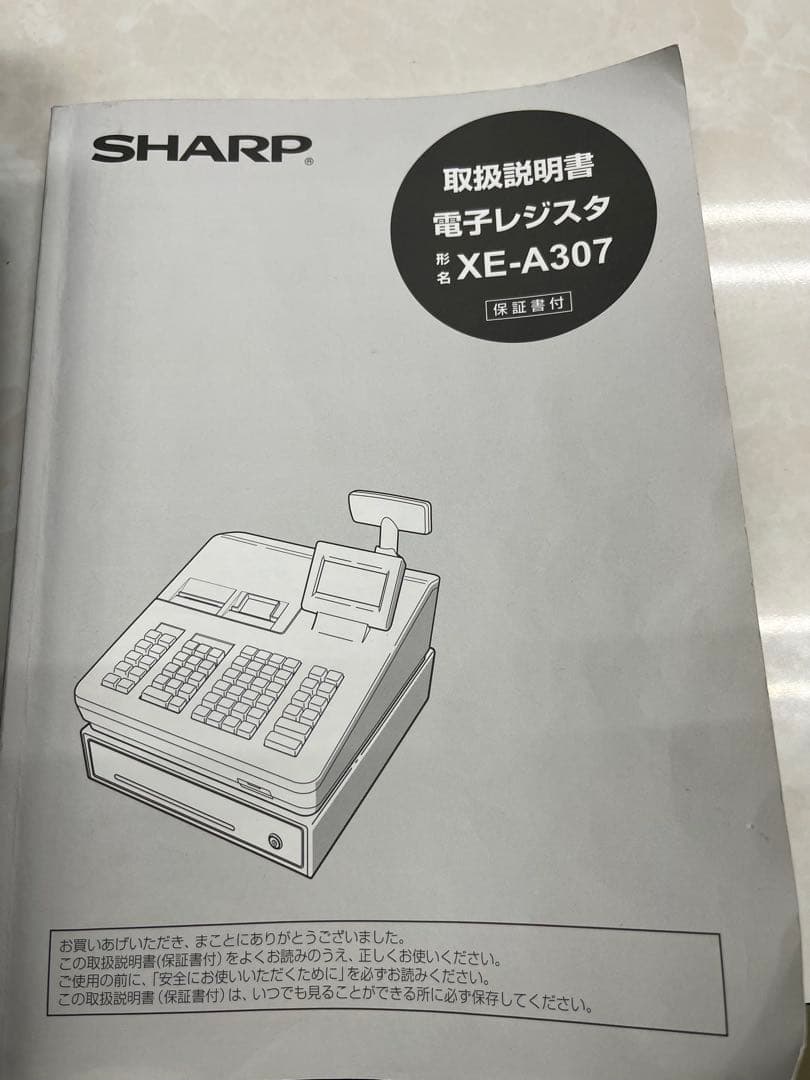 SHARP®
取扱説明書
電子レジスタ
形名 XE-A307
保証書付
お買いあげいただき、まことにありがとうございました。
この取扱説明書(保証書付)をよくお読みのうえ、正しくお使いください。
ご使用の前に、「安全にお使いいただくために」を必ずお読みください。
この取扱説明書(保証書付)は、いつでも見ることができる所に必ず保存してください。